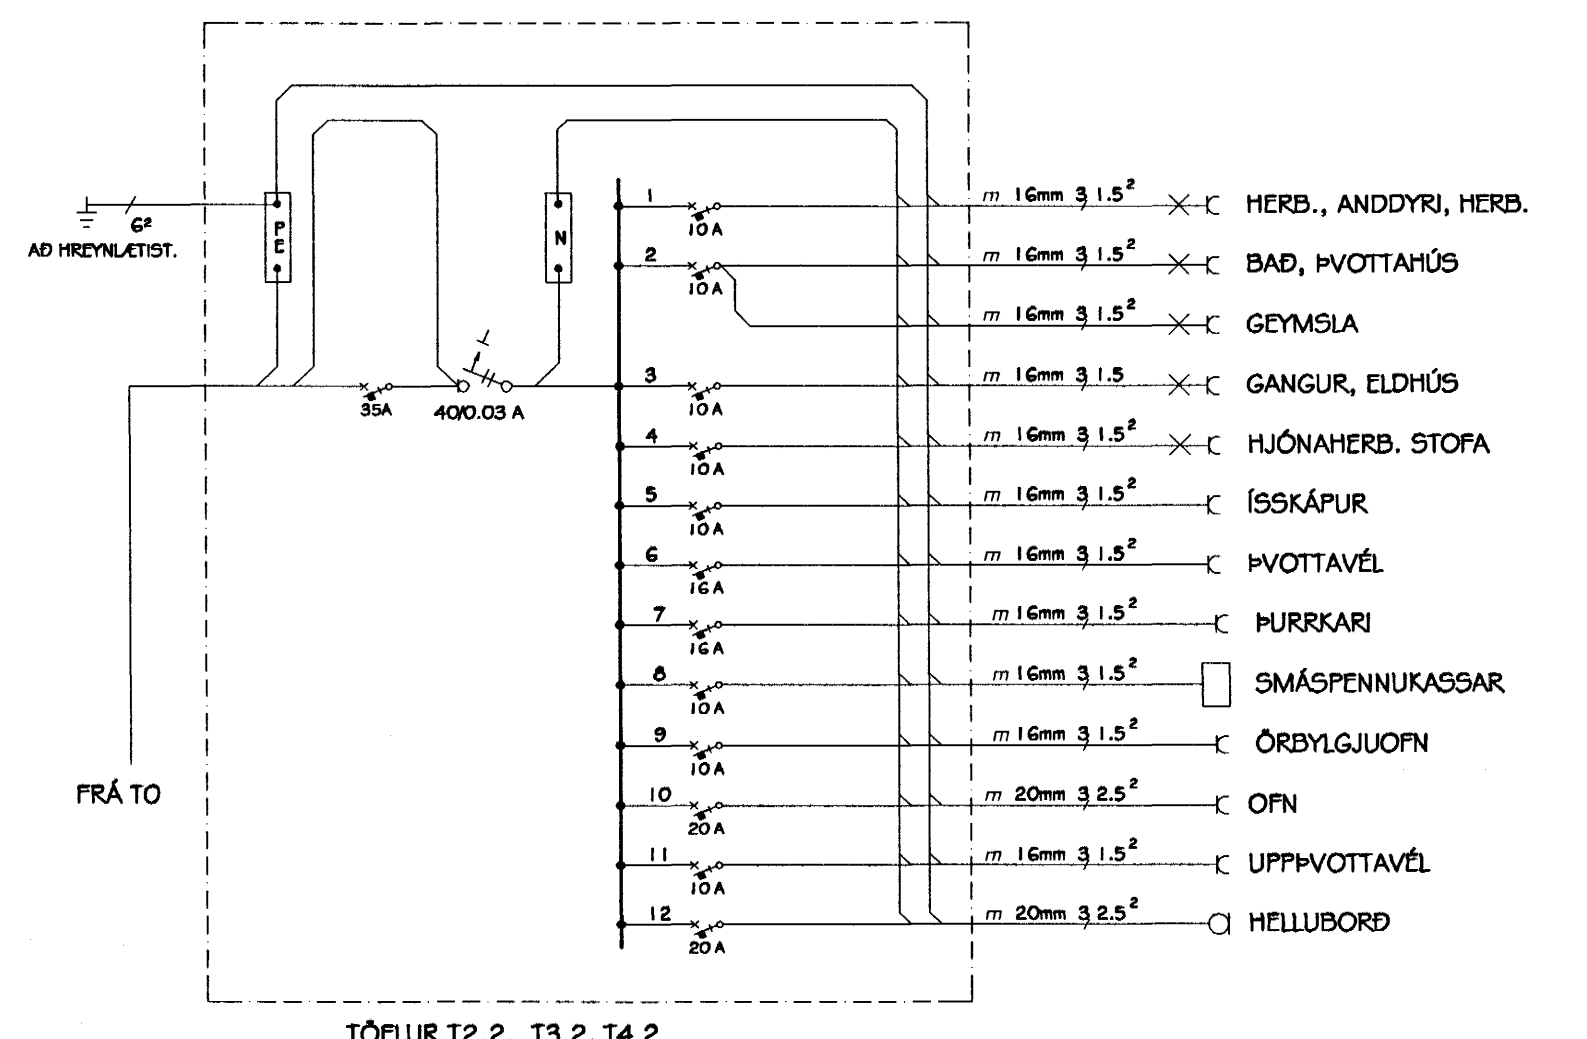 1 m 16mm 3 1.5² HERB., ANDDYRI, HERB.
10A
PE
N
6²
AÐ HREYNLÆTIST.
2 m 16mm 3 1.5² BAÐ, ÞVOTTAHÚS
10A
m 16mm 3 1.5² GEYMSLA
3 m 16mm 3 1.5 GANGUR, ELDHÚS
35A 40/0.03 A 10A
4 m 16mm 3 1.5² HJÓNAHERB. STOFA
10A
5 m 16mm 3 1.5² ÍSSKÁPUR
10A
6 m 16mm 3 1.5² ÞVOTTAVÉL
16A
7 m 16mm 3 1.5² ÞURRKARI
16A
8 m 16mm 3 1.5² SMÁSPENNUKASSAR
10A
9 m 16mm 3 1.5² ÖRBYLGJUOFN
10A
FRÁ TO
10 m 20mm 3 2.5² OFN
20A
11 m 16mm 3 1.5² UPPÞVOTTAVÉL
10A
12 m 20mm 3 2.5² HELLUBORÐ
20A
TÖFLUR T2.2, T3.2, T4.2